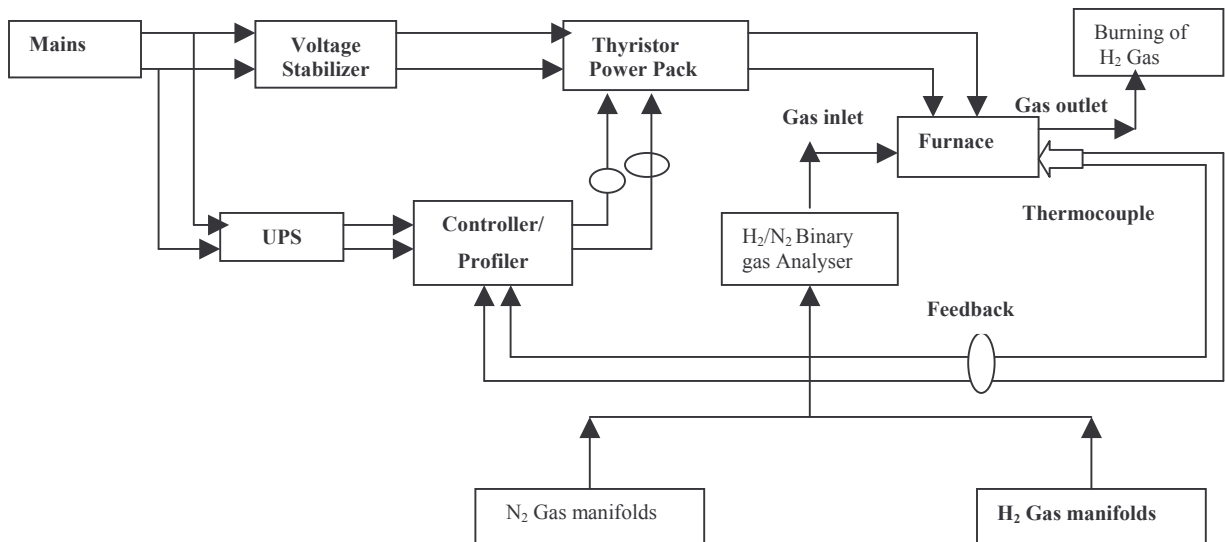 Mains
Voltage
Stabilizer
Thyristor
Power Pack
Burning of
H₂ Gas
Gas outlet
Gas inlet
Furnace
Thermocouple
UPS
Controller/
Profiler
H₂/N₂ Binary
gas Analyser
Feedback
N₂ Gas manifolds
H₂ Gas manifolds